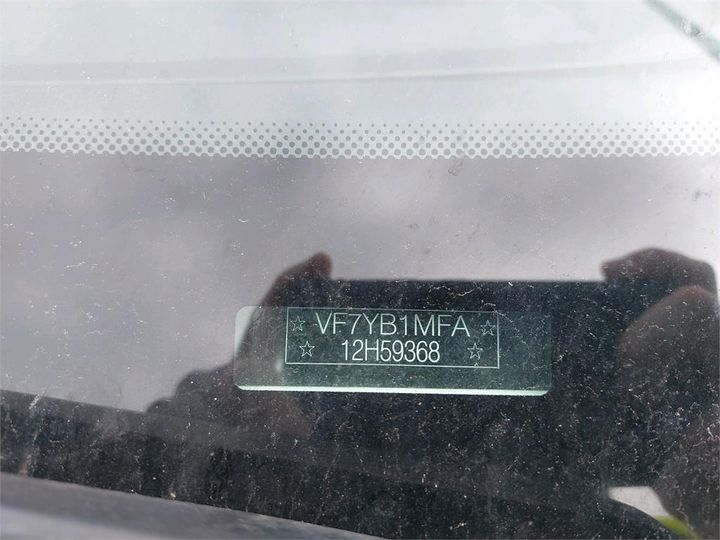 ☆ VF7YB1MFA ☆
☆ 12H59368 ☆